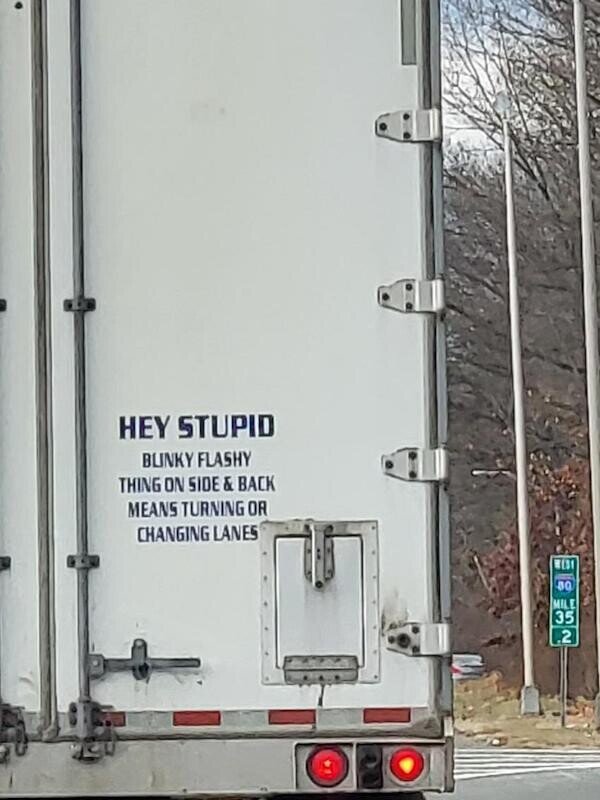 HEY STUPID
BLINKY FLASHY
THING ON SIDE & BACK
MEANS TURNING OR
CHANGING LANES
WEST
80
MILE
35
.2